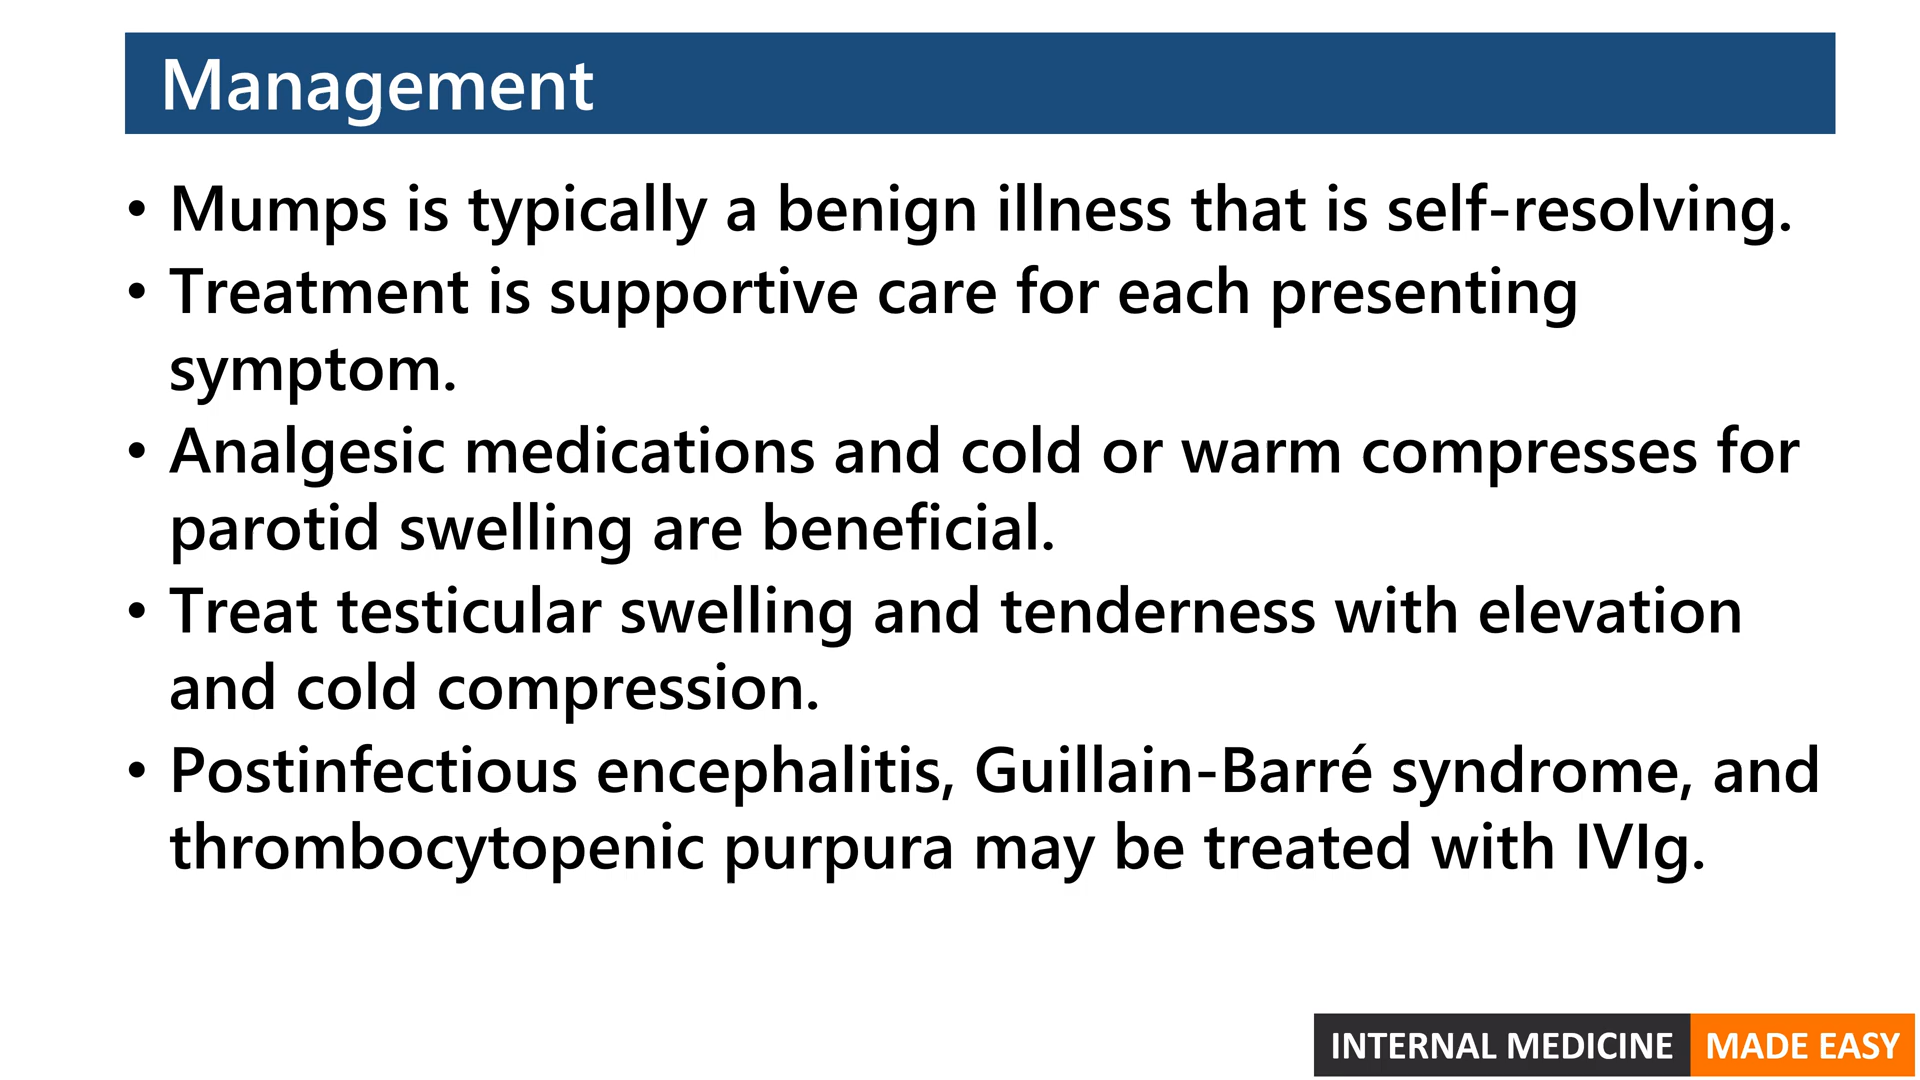 Management
• Mumps is typically a benign illness that is self-resolving.
• Treatment is supportive care for each presenting
symptom.
• Analgesic medications and cold or warm compresses for
parotid swelling are beneficial.
• Treat testicular swelling and tenderness with elevation
and cold compression.
• Postinfectious encephalitis, Guillain-Barré syndrome, and
thrombocytopenic purpura may be treated with IVIg.
INTERNAL MEDICINE MADE EASY